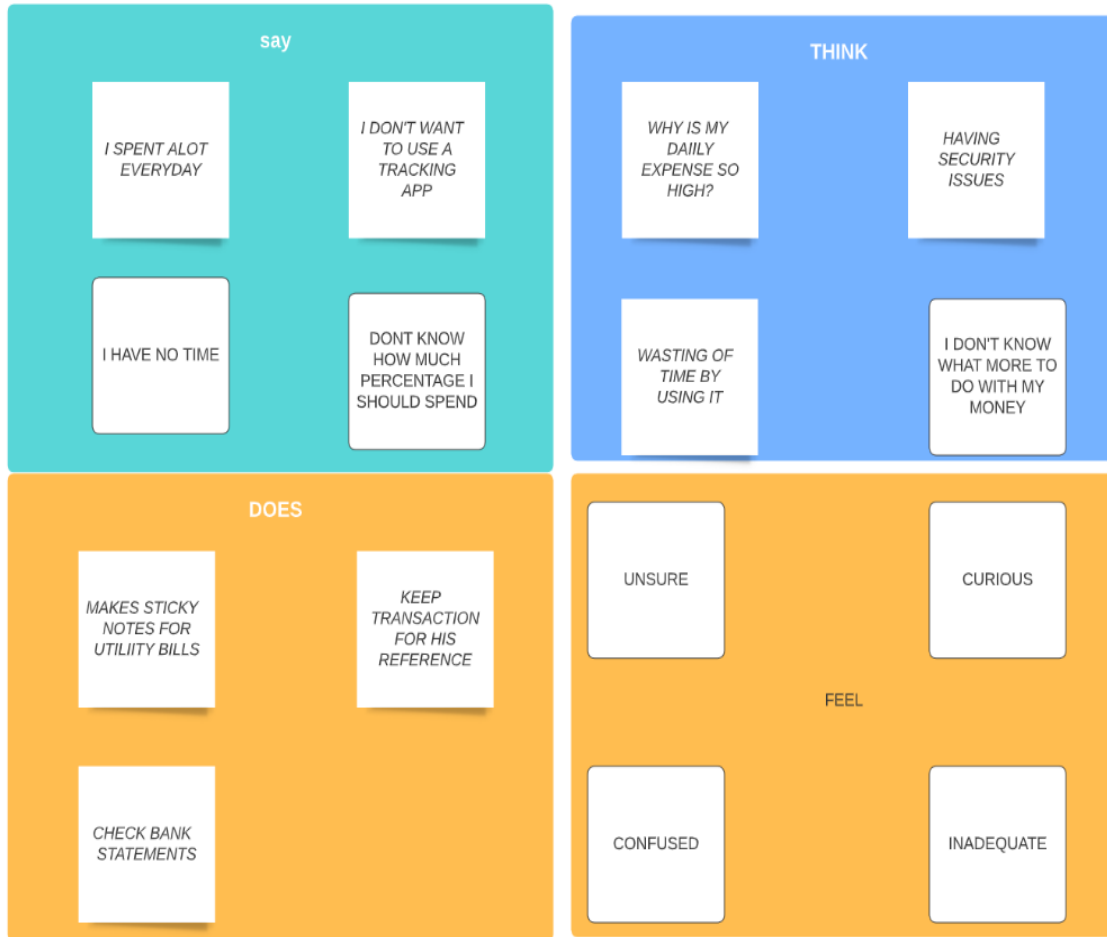 say
I SPENT ALOT
EVERYDAY
I DON'T WANT
TO USE A
TRACKING
APP
I HAVE NO TIME
DONT KNOW
HOW MUCH
PERCENTAGE I
SHOULD SPEND
THINK
WHY IS MY
DAIILY
EXPENSE SO
HIGH?
HAVING
SECURITY
ISSUES
WASTING OF
TIME BY
USING IT
I DON'T KNOW
WHAT MORE TO
DO WITH MY
MONEY
DOES
MAKES STICKY
NOTES FOR
UTILIITY BILLS
KEEP
TRANSACTION
FOR HIS
REFERENCE
CHECK BANK
STATEMENTS
UNSURE
CURIOUS
FEEL
CONFUSED
INADEQUATE